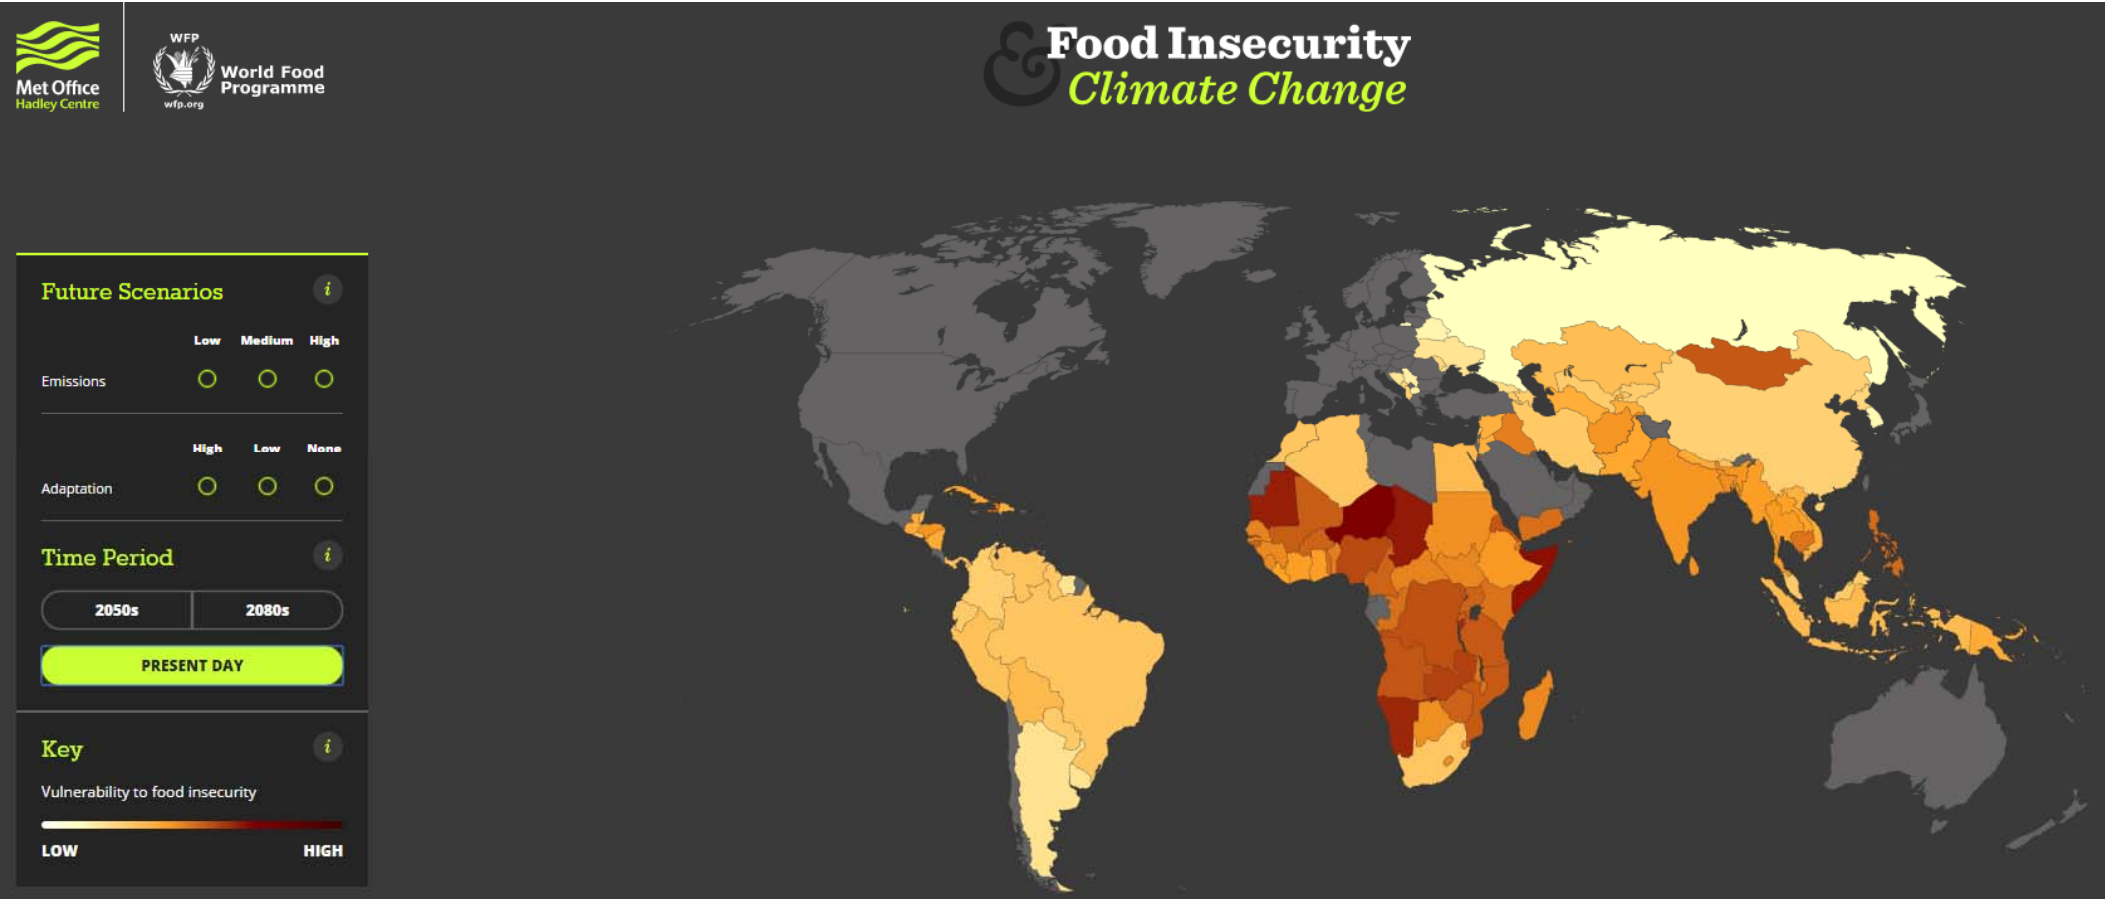 Met Office
Hadley Centre
WFP
wfp.org
World Food
Programme
&
Food Insecurity
Climate Change
Future Scenarios
i
Low Medium High
Emissions
High Low None
Adaptation
Time Period
i
2050s 2080s
PRESENT DAY
Key
i
Vulnerability to food insecurity
LOW HIGH